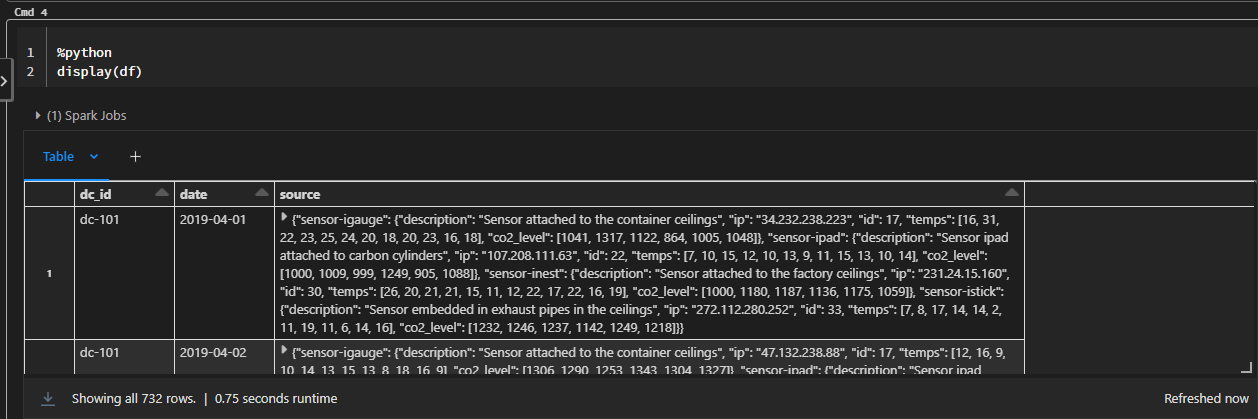 Cmd 4
1 %python
2 display(df)
(1) Spark Jobs
Table +
dc_id date source
dc-101 2019-04-01 {"sensor-igauge": {"description": "Sensor attached to the container ceilings", "ip": "34.232.238.223", "id": 17, "temps": [16, 31,
22, 23, 25, 24, 20, 18, 20, 23, 16, 18], "co2_level": [1041, 1317, 1122, 864, 1005, 1048]}, "sensor-ipad": {"description": "Sensor ipad
attached to carbon cylinders", "ip": "107.208.111.63", "id": 22, "temps": [7, 10, 15, 12, 10, 13, 9, 11, 15, 13, 10, 14], "co2_level":
1 [1000, 1009, 999, 1249, 905, 1088]}, "sensor-inest": {"description": "Sensor attached to the factory ceilings", "ip": "231.24.15.160",
"id": 30, "temps": [26, 20, 21, 21, 15, 11, 12, 22, 17, 22, 16, 19], "co2_level": [1000, 1180, 1187, 1136, 1175, 1059]}, "sensor-istick":
{"description": "Sensor embedded in exhaust pipes in the ceilings", "ip": "272.112.280.252", "id": 33, "temps": [7, 8, 17, 14, 14, 2,
11, 19, 11, 6, 14, 16], "co2_level": [1232, 1246, 1237, 1142, 1249, 1218]}}
dc-101 2019-04-02 {"sensor-igauge": {"description": "Sensor attached to the container ceilings", "ip": "47.132.238.88", "id": 17, "temps": [12, 16, 9,
10, 14, 13, 15, 13, 8, 18, 16, 9], "co2_level": [1306, 1290, 1253, 1343, 1304, 1327]}, "sensor-ipad": {"description": "Sensor ipad
Showing all 732 rows. | 0.75 seconds runtime Refreshed now